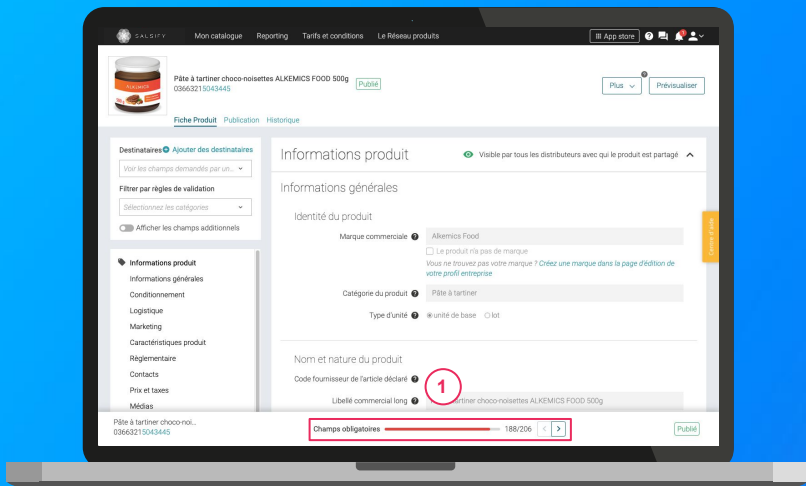 SALSIFY Mon catalogue Reporting Tarifs et conditions Le Réseau produits App store
Pâte à tartiner choco-noisettes ALKEMICS FOOD 500g Publié
03663215043445
ALKEMICS
Plus Prévisualiser
Fiche Produit Publication Historique
Destinataires Ajouter des destinataires
Voir les champs demandés par un...
Filtrer par règles de validation
Sélectionnez les catégories
Afficher les champs additionnels
Informations produit
Informations générales
Conditionnement
Logistique
Marketing
Caractéristiques produit
Règlementaire
Contacts
Prix et taxes
Médias
Informations produit Visible par tous les distributeurs avec qui le produit est partagé
Informations générales
Identité du produit
Marque commerciale Alkemics Food
Le produit n'a pas de marque
Vous ne trouvez pas votre marque ? Créez une marque dans la page d'édition de
votre profil entreprise
Catégorie du produit Pâte à tartiner
Type d'unité unité de base lot
Nom et nature du produit
Code fournisseur de l'article déclaré
1
Libellé commercial long tartiner choco-noisettes ALKEMICS FOOD 500g
Centre d'aide
Pâte à tartiner choco-noi..
03663215043445
Champs obligatoires 188/206
Publié